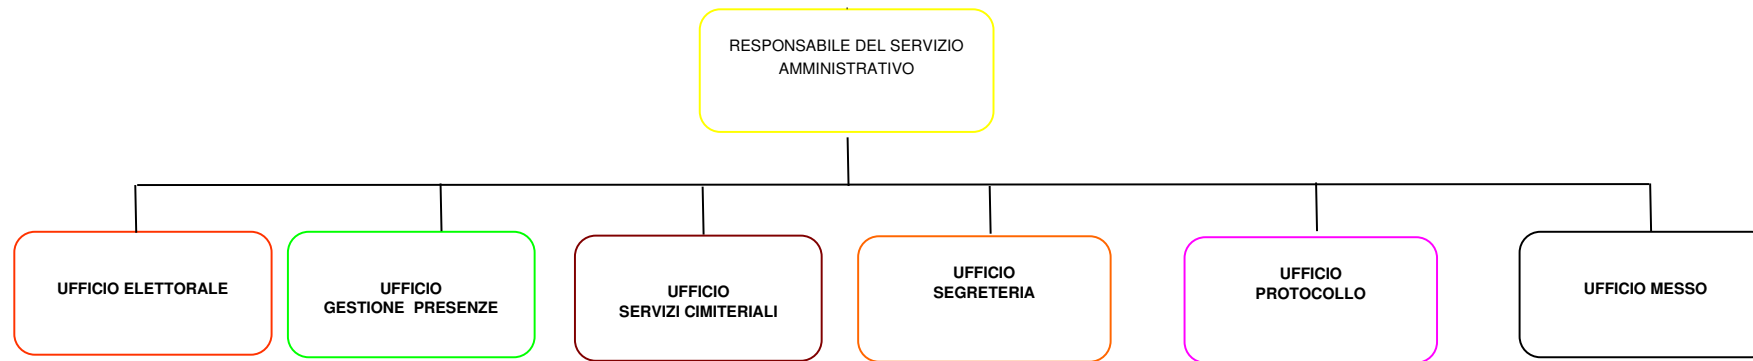 RESPONSABILE DEL SERVIZIO
AMMINISTRATIVO
UFFICIO ELETTORALE
UFFICIO
GESTIONE PRESENZE
UFFICIO
SERVIZI CIMITERIALI
UFFICIO
SEGRETERIA
UFFICIO
PROTOCOLLO
UFFICIO MESSO